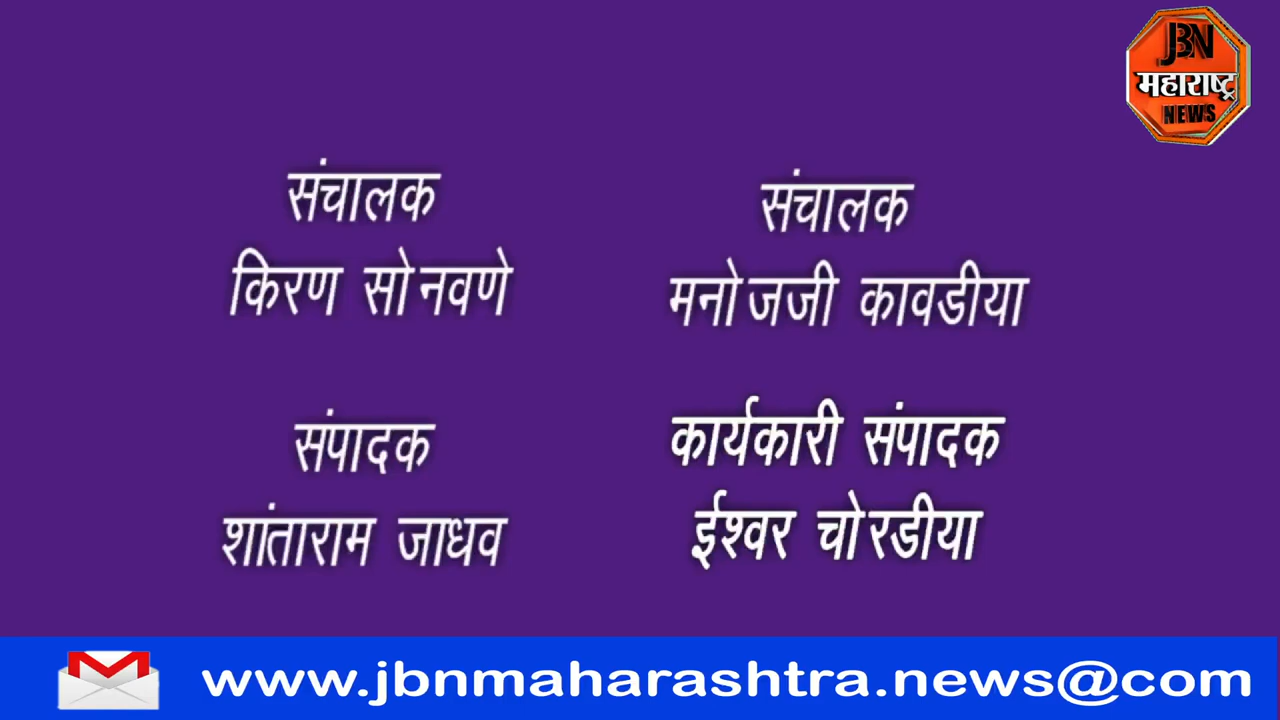 JBN
महाराष्ट्र
NEWS
संचालक
किरण सोनवणे
संचालक
मनोजजी कावडीया
संपादक
शांताराम जाधव
कार्यकारी संपादक
ईश्वर चोरडीया
www.jbnmaharashtra.news@com